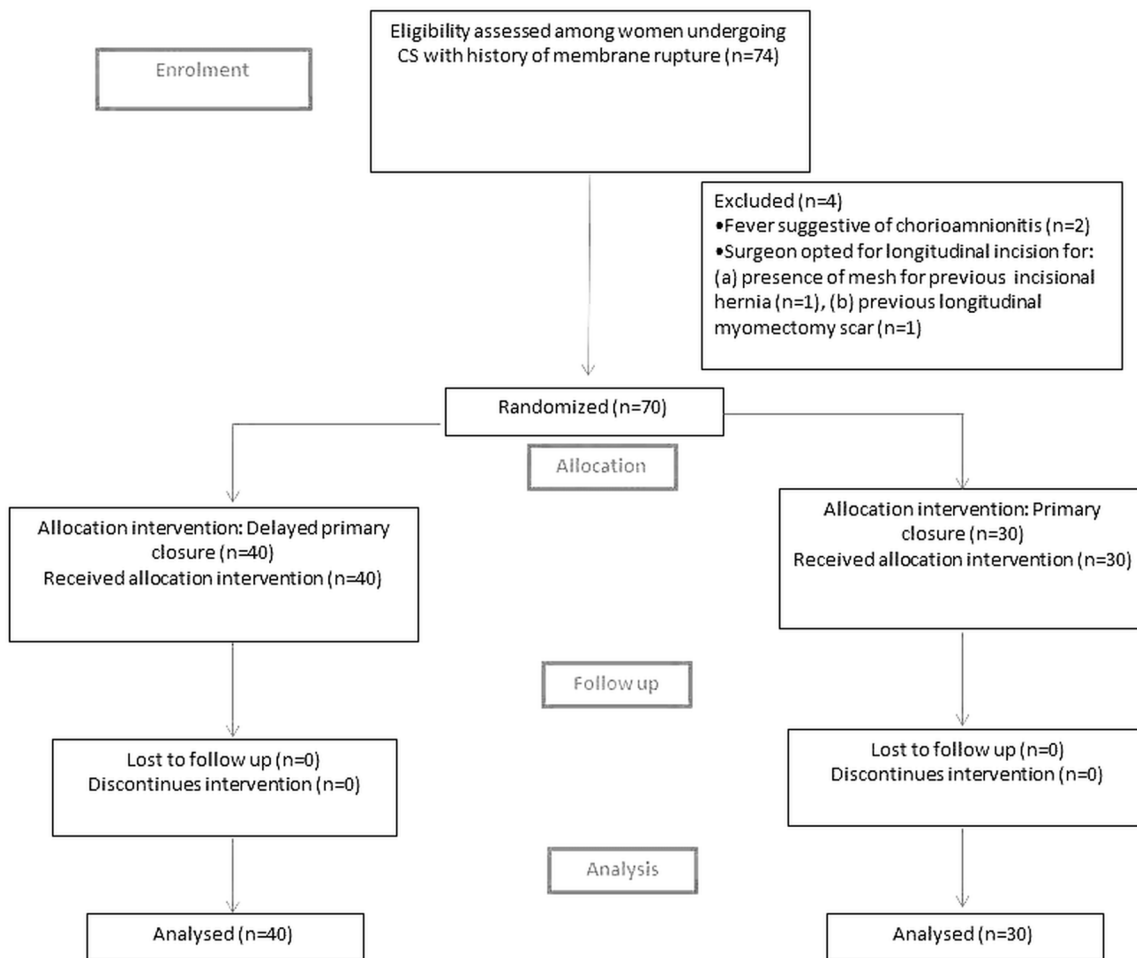 Eligibility assessed among women undergoing
CS with history of membrane rupture (n=74)
Enrolment
Excluded (n=4)
•Fever suggestive of chorioamnionitis (n=2)
•Surgeon opted for longitudinal incision for:
(a) presence of mesh for previous incisional
hernia (n=1), (b) previous longitudinal
myomectomy scar (n=1)
Randomized (n=70)
Allocation
Allocation intervention: Delayed primary
closure (n=40)
Received allocation intervention (n=40)
Allocation intervention: Primary
closure (n=30)
Received allocation intervention (n=30)
Follow up
Lost to follow up (n=0)
Discontinues intervention (n=0)
Lost to follow up (n=0)
Discontinues intervention (n=0)
Analysis
Analysed (n=40)
Analysed (n=30)